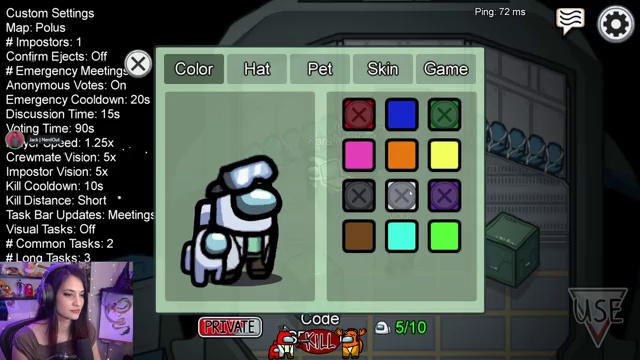 Custom Settings
Map: Polus
# Impostors: 1
Confirm Ejects: Off
# Emergency Meetings
Anonymous Votes: On
Emergency Cooldown: 20s
Discussion Time: 15s
Voting Time: 90s
Speed: 1.25x
Crewmate Vision: 5x
Impostor Vision: 5x
Kill Cooldown: 10s
Kill Distance: Short
Task Bar Updates: Meetings
Visual Tasks: Off
# Common Tasks: 2
# Long Tasks: 3
Ping: 72 ms
Color Hat Pet Skin Game
USE
PRIVATE
Code
KILL
5/10